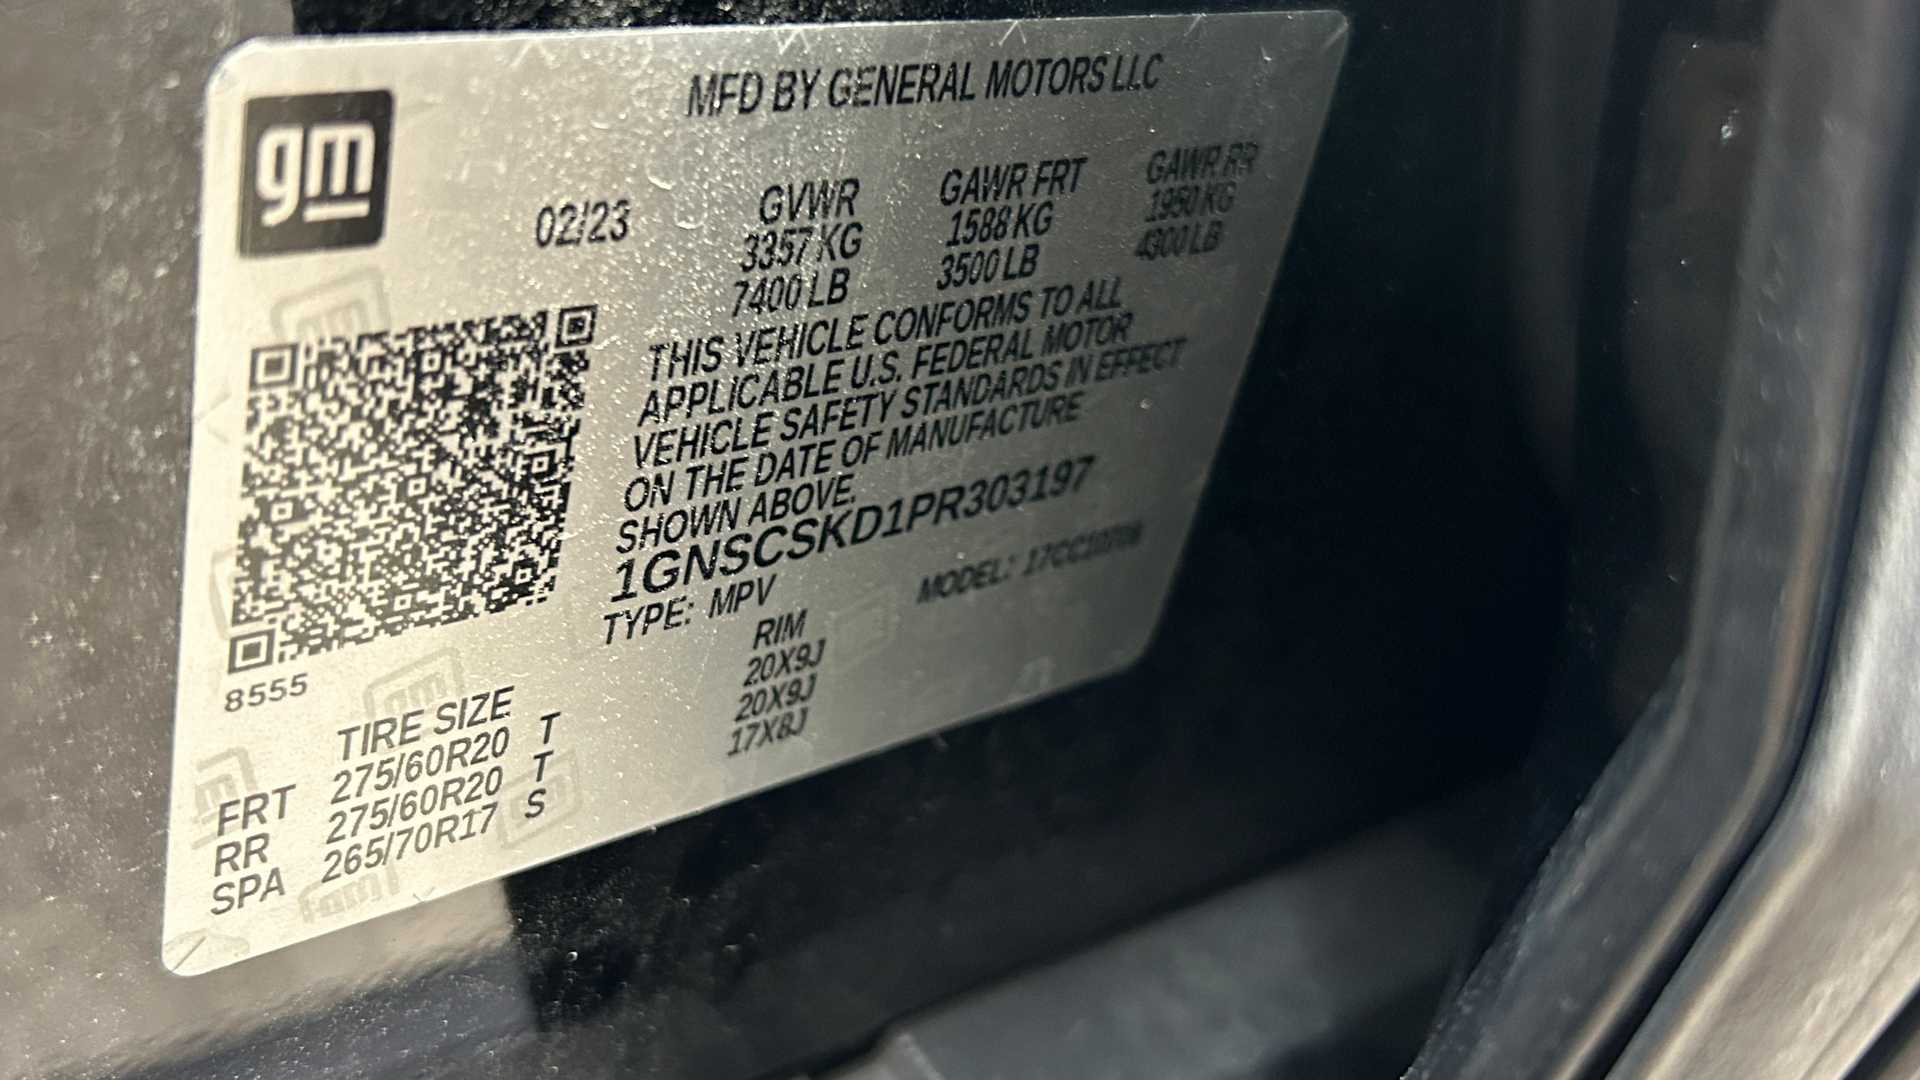 gm
MFD BY GENERAL MOTORS LLC
02/23 GVWR GAWR FRT GAWR RR
3357 KG 1588 KG 1950 KG
7400 LB 3500 LB 4300 LB
THIS VEHICLE CONFORMS TO ALL
APPLICABLE U.S. FEDERAL MOTOR
VEHICLE SAFETY STANDARDS IN EFFECT
ON THE DATE OF MANUFACTURE
SHOWN ABOVE.
1GNSCSKD1PR303197
TYPE: MPV MODEL:
8555
TIRE SIZE RIM
FRT 275/60R20 T 20X9J
RR 275/60R20 T 20X9J
SPA 265/70R17 S 17X8J